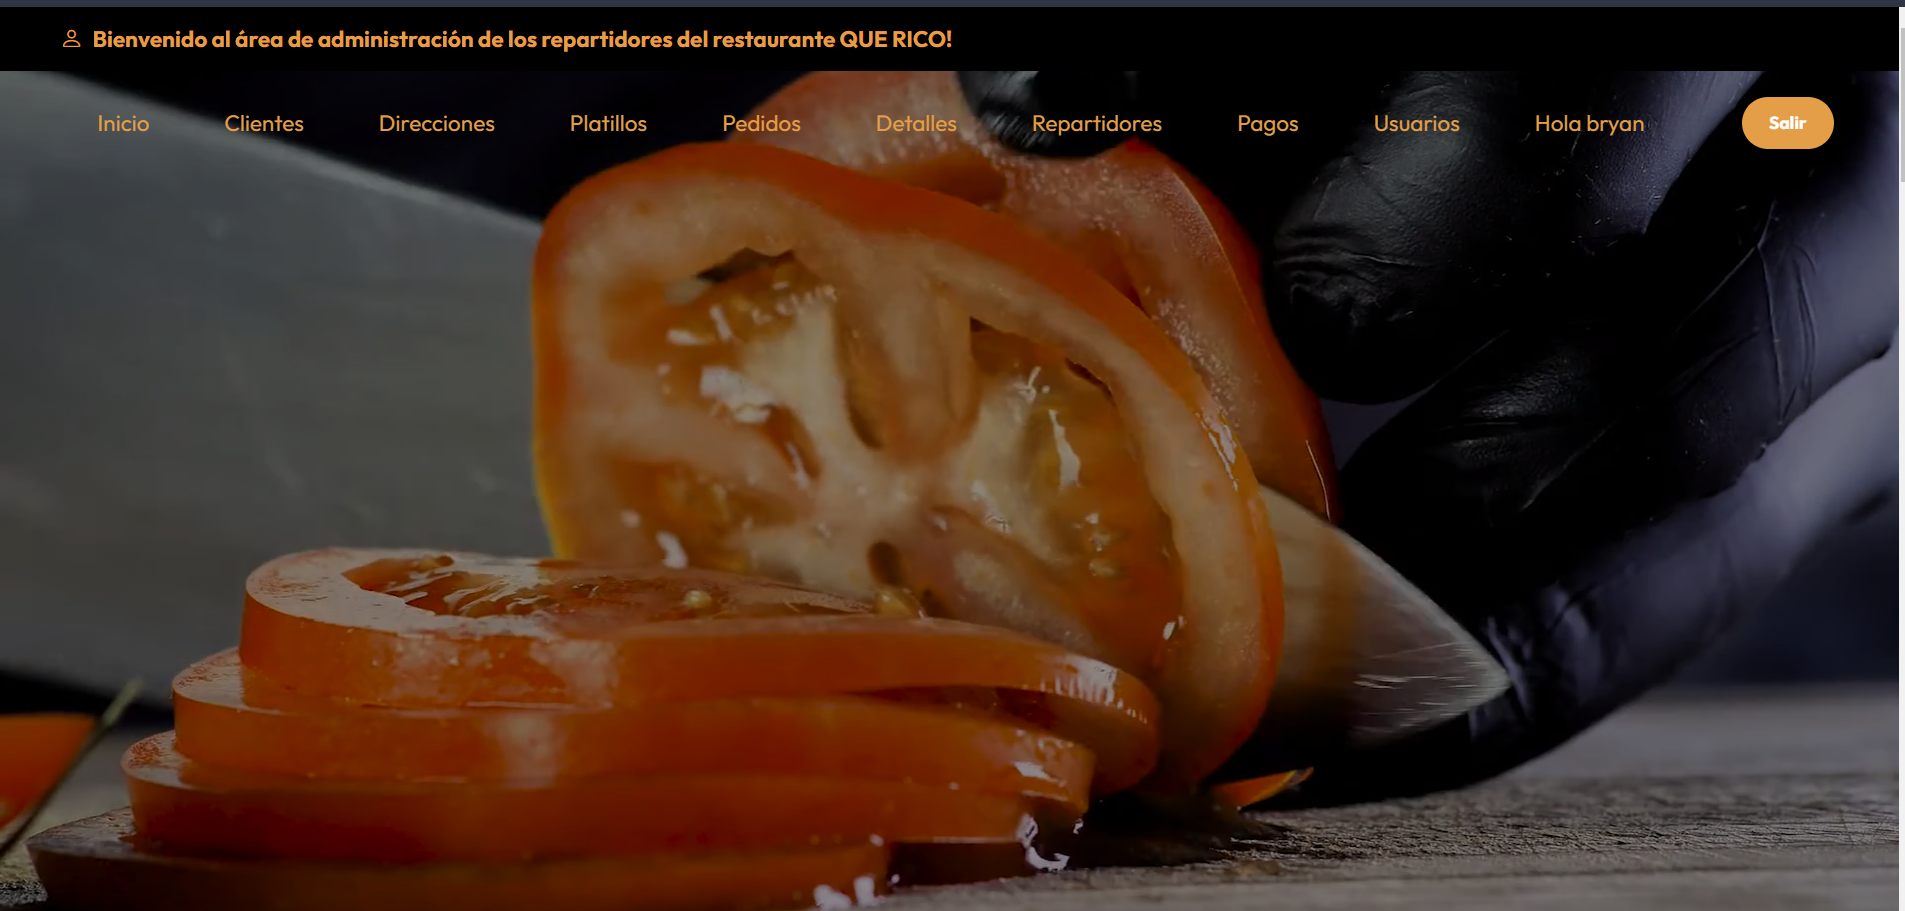 Bienvenido al área de administración de los repartidores del restaurante QUE RICO!
Inicio Clientes Direcciones Platillos Pedidos Detalles Repartidores Pagos Usuarios Hola bryan Salir